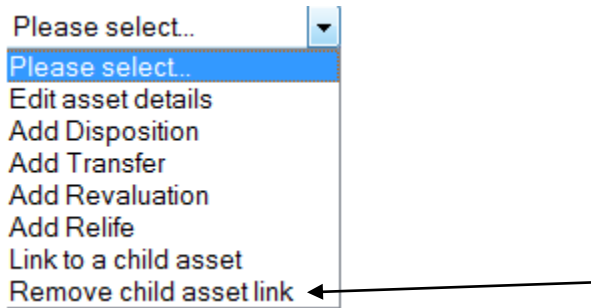 Please select...
Please select...
Edit asset details
Add Disposition
Add Transfer
Add Revaluation
Add Relife
Link to a child asset
Remove child asset link